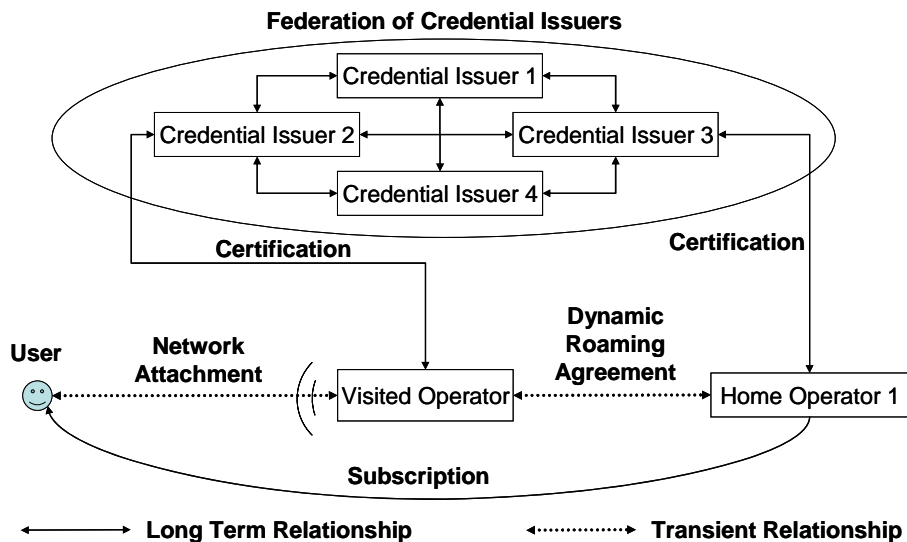 Federation of Credential Issuers
Credential Issuer 1
Credential Issuer 2
Credential Issuer 3
Credential Issuer 4
Certification
Certification
User
Network
Attachment
Dynamic
Roaming
Agreement
Visited Operator
Home Operator 1
Subscription
Long Term Relationship
Transient Relationship